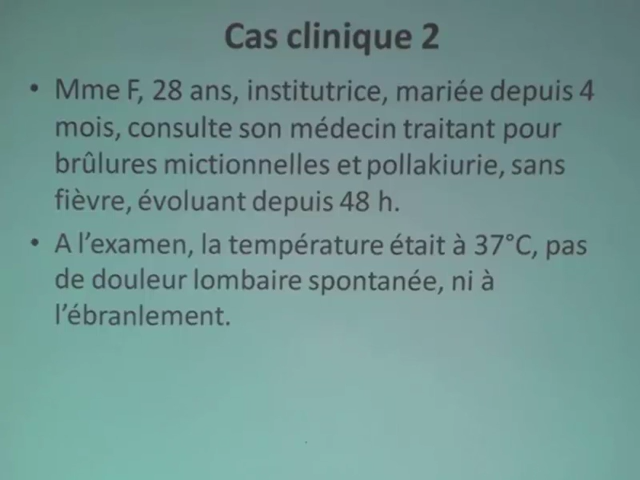 Cas clinique 2
• Mme F, 28 ans, institutrice, mariée depuis 4
mois, consulte son médecin traitant pour
brûlures mictionnelles et pollakiurie, sans
fièvre, évoluant depuis 48 h.
• A l’examen, la température était à 37°C, pas
de douleur lombaire spontanée, ni à
l’ébranlement.